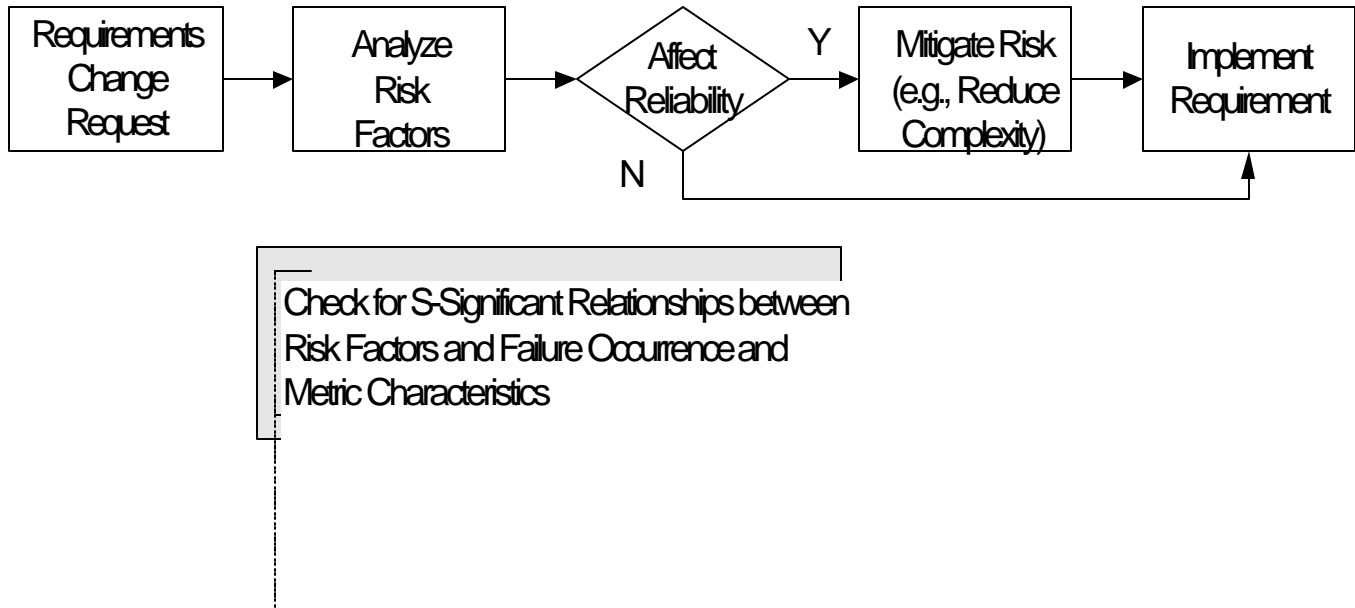 Requirements
Change
Request
Analyze
Risk
Factors
Affect
Reliability
Y
N
Mitigate Risk
(e.g., Reduce
Complexity)
Implement
Requirement
Check for S-Significant Relationships between
Risk Factors and Failure Occurrence and
Metric Characteristics